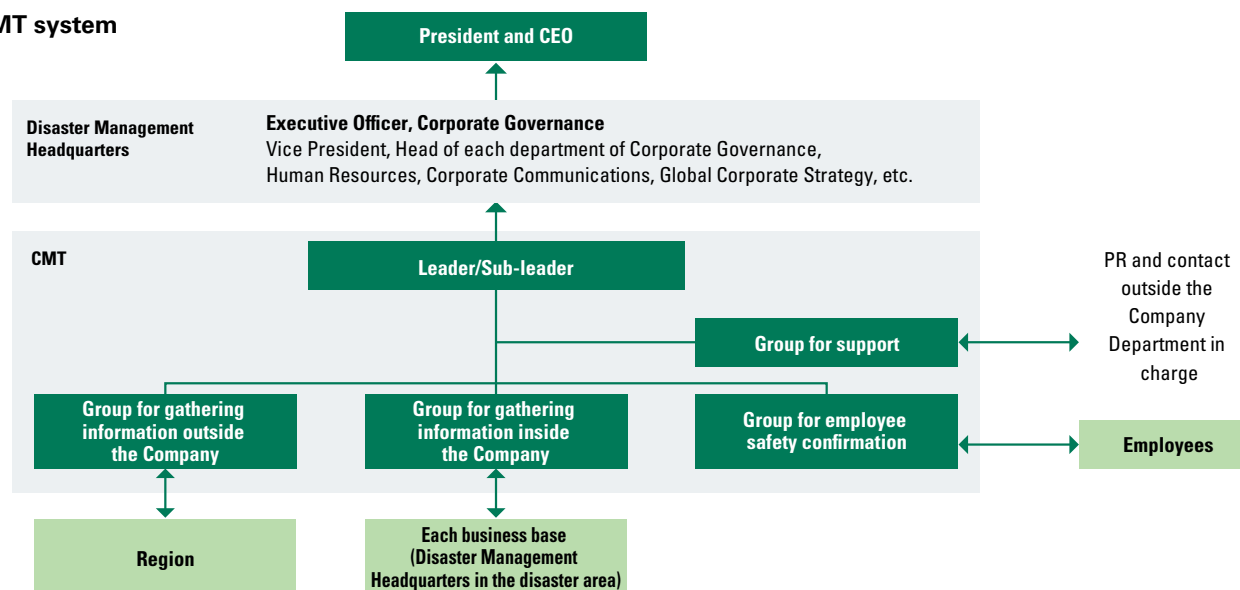 MT system
President and CEO
Disaster Management
Headquarters
Executive Officer, Corporate Governance
Vice President, Head of each department of Corporate Governance,
Human Resources, Corporate Communications, Global Corporate Strategy, etc.
CMT
Leader/Sub-leader
Group for support
PR and contact
outside the
Company
Department in
charge
Group for gathering
information outside
the Company
Group for gathering
information inside
the Company
Group for employee
safety confirmation
Employees
Region
Each business base
(Disaster Management
Headquarters in the disaster area)